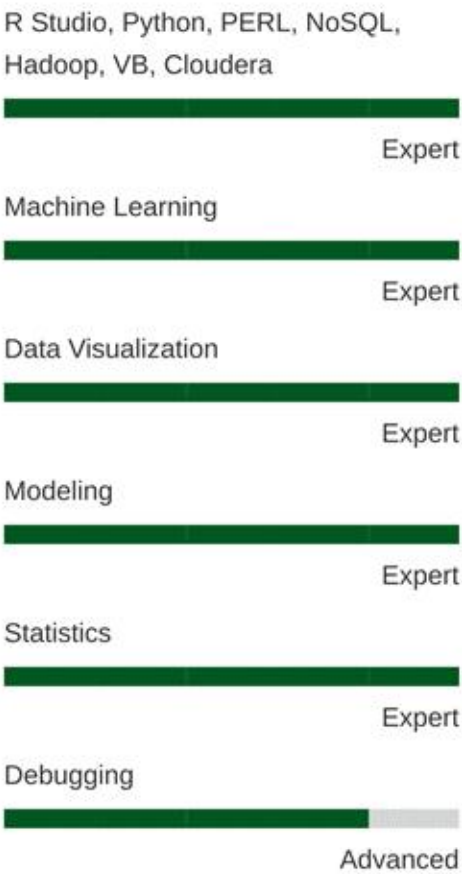 R Studio, Python, PERL, NoSQL,
Hadoop, VB, Cloudera
Expert
Machine Learning
Expert
Data Visualization
Expert
Modeling
Expert
Statistics
Expert
Debugging
Advanced